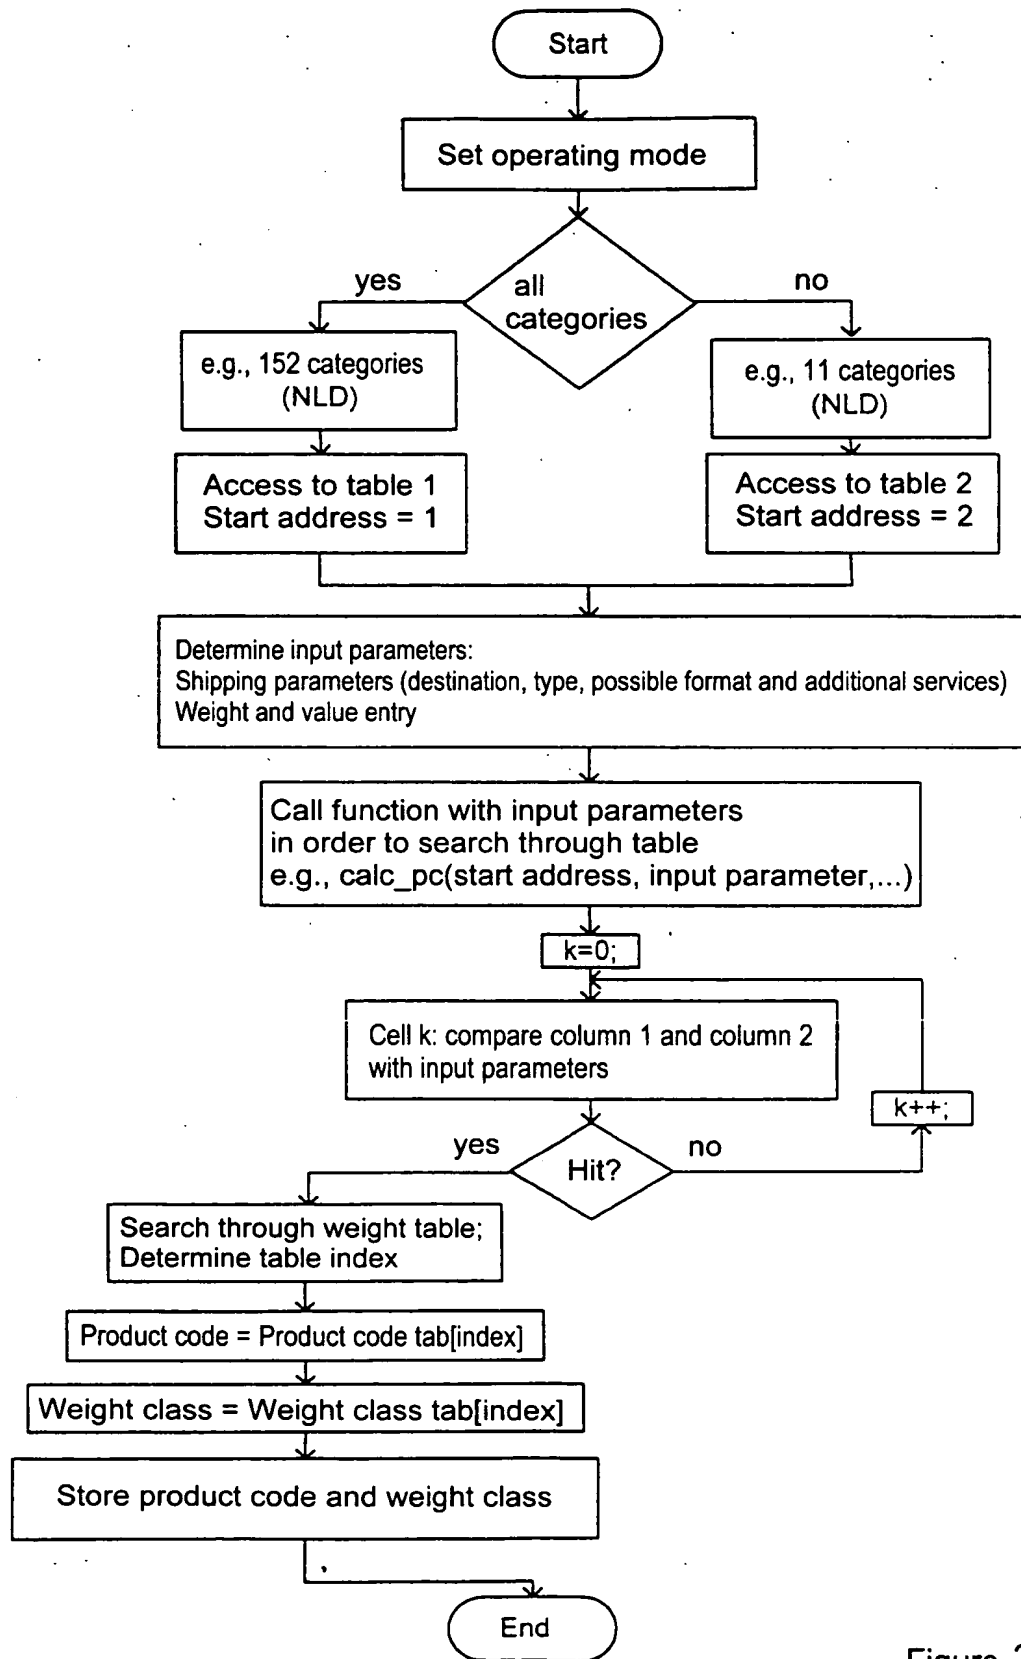 Start
Set operating mode
yes
all
categories
no
e.g., 152 categories
(NLD)
e.g., 11 categories
(NLD)
Access to table 1
Start address = 1
Access to table 2
Start address = 2
Determine input parameters:
Shipping parameters (destination, type, possible format and additional services)
Weight and value entry
Call function with input parameters
in order to search through table
e.g., calc_pc(start address, input parameter,...)
k=0;
Cell k: compare column 1 and column 2
with input parameters
k++;
yes
Hit?
no
Search through weight table;
Determine table index
Product code = Product code tab[index]
Weight class = Weight class tab[index]
Store product code and weight class
End
Figure